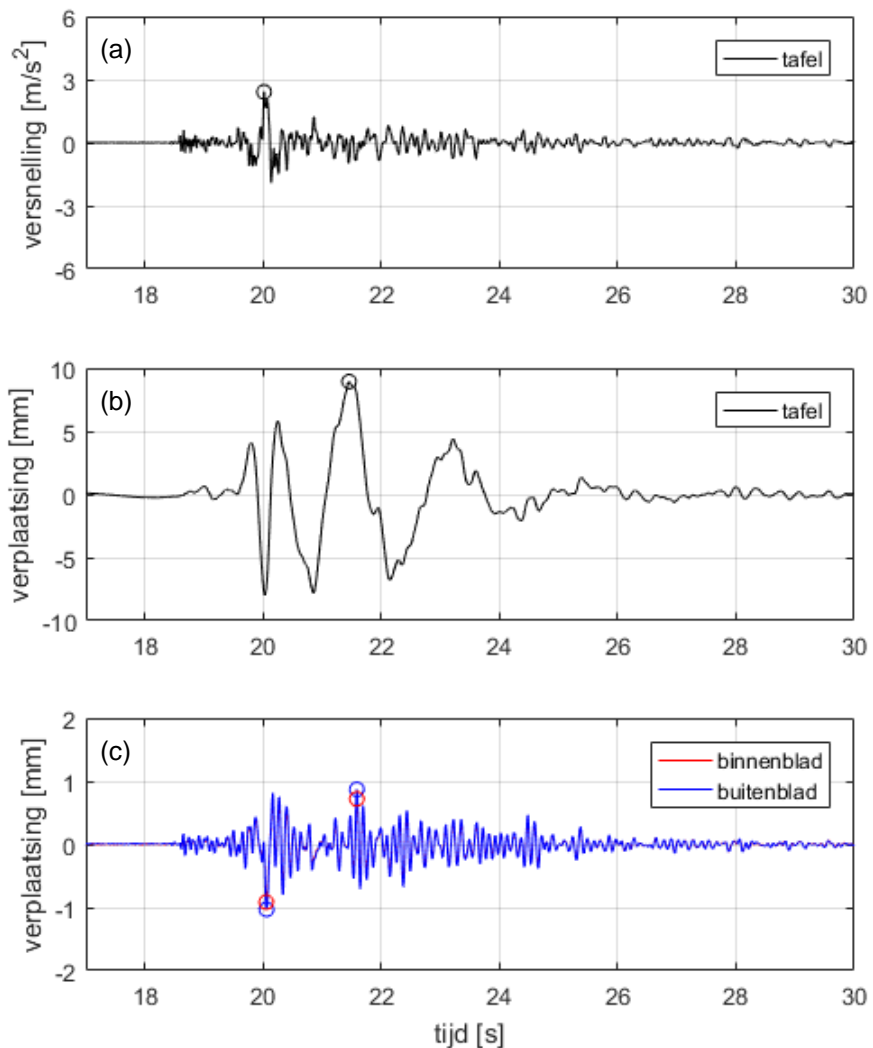 (a)
tafel
versnelling [m/s²]
6
3
0
-3
-6
18 20 22 24 26 28 30
(b)
tafel
verplaatsing [mm]
10
5
0
-5
-10
18 20 22 24 26 28 30
(c)
binnenblad
buitenblad
verplaatsing [mm]
2
1
0
-1
-2
18 20 22 24 26 28 30
tijd [s]